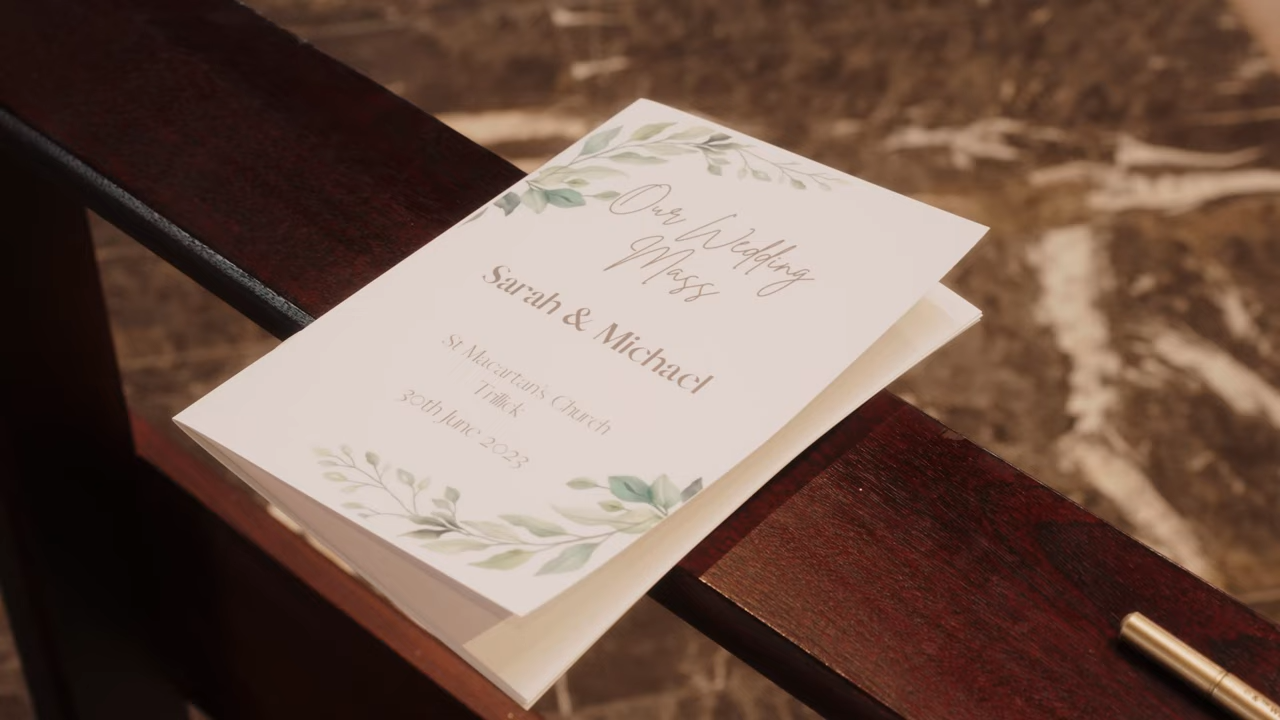 Our Wedding
Mass
Sarah & Michael
St Macartan's Church
Trillick
30th June 2023